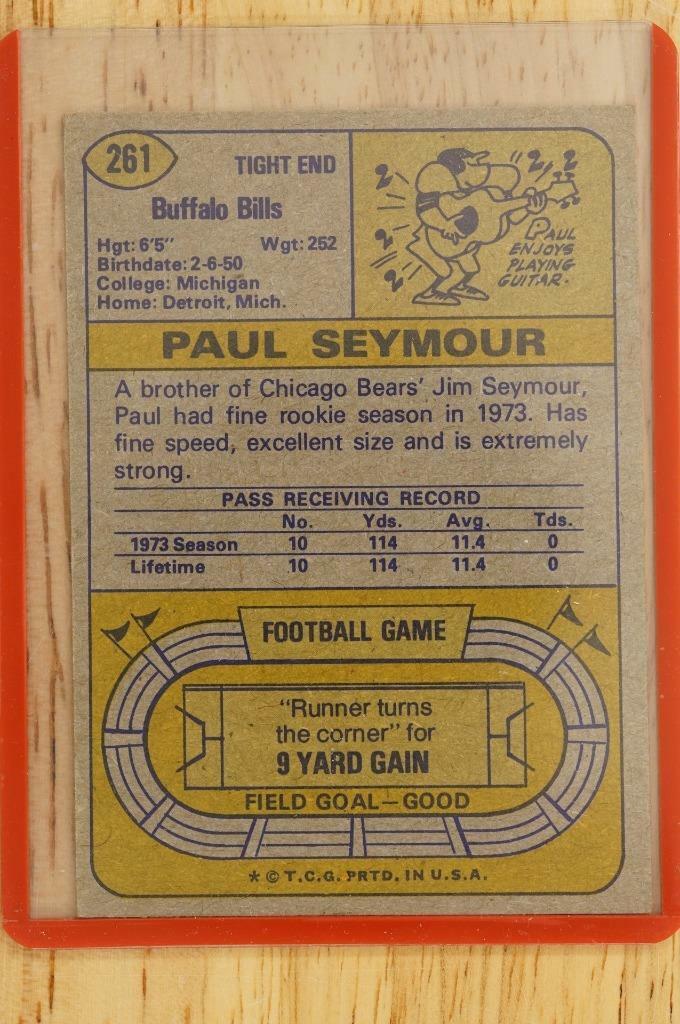 261
TIGHT END
Buffalo Bills
Hgt: 6'5" Wgt: 252
Birthdate: 2-6-50
College: Michigan
Home: Detroit, Mich.
PAUL
ENJOYS
PLAYING
GUITAR.
PAUL SEYMOUR
A brother of Chicago Bears' Jim Seymour,
Paul had fine rookie season in 1973. Has
fine speed, excellent size and is extremely
strong.
PASS RECEIVING RECORD
No. Yds. Avg. Tds.
1973 Season 10 114 11.4 0
Lifetime 10 114 11.4 0
FOOTBALL GAME
"Runner turns
the corner" for
9 YARD GAIN
FIELD GOAL—GOOD
* © T.C.G. PRTD. IN U.S.A.